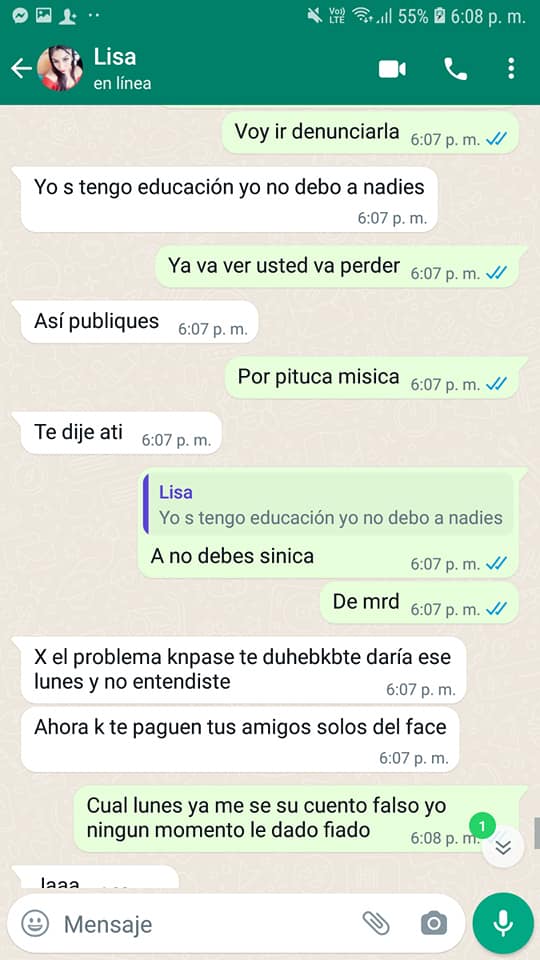 Voi) LTE 55% 6:08 p. m.
Lisa
en línea
Voy ir denunciarla 6:07 p. m.
Yo s tengo educación yo no debo a nadies
6:07 p. m.
Ya va ver usted va perder 6:07 p. m.
Así publiques 6:07 p. m.
Por pituca misica 6:07 p. m.
Te dije ati 6:07 p. m.
Lisa
Yo s tengo educación yo no debo a nadies
A no debes sinica 6:07 p. m.
De mrd 6:07 p. m.
X el problema knpase te duhebkbte daría ese
lunes y no entendiste 6:07 p. m.
Ahora k te paguen tus amigos solos del face
6:07 p. m.
Cual lunes ya me se su cuento falso yo
ningun momento le dado fiado 6:08 p. m.
1
Jaaa
Mensaje